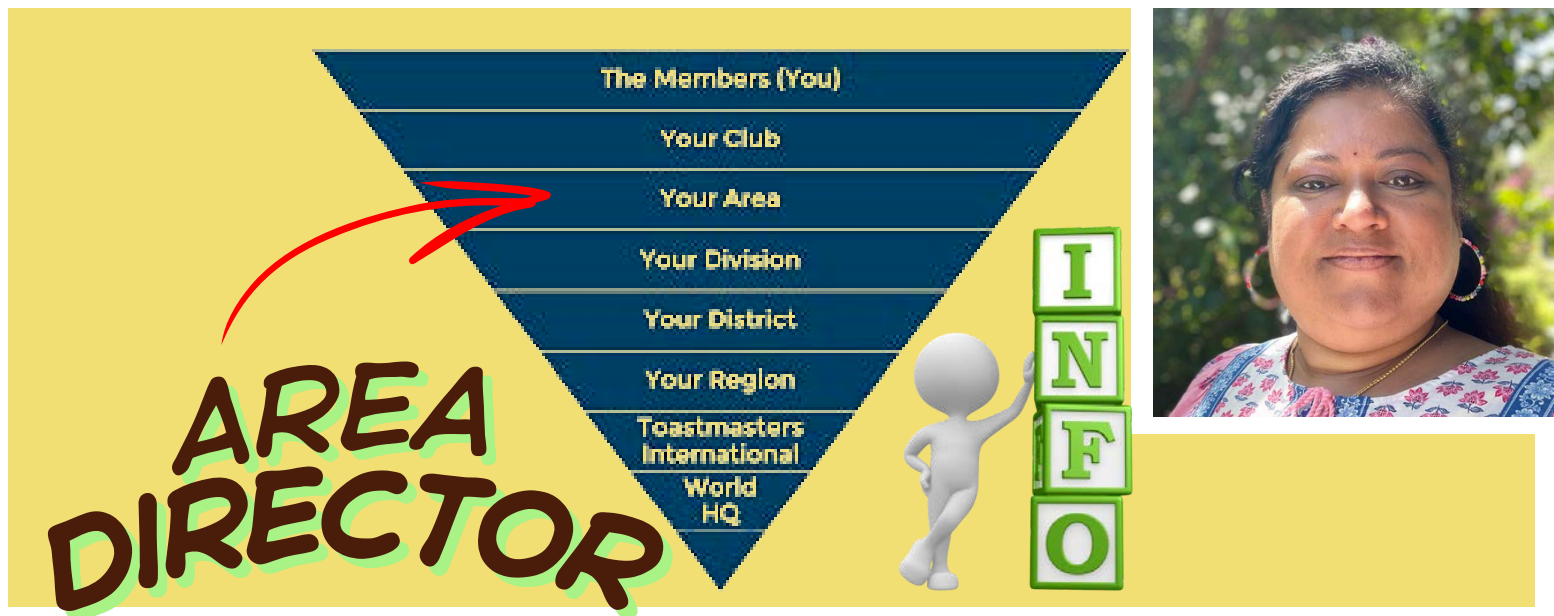 The Members (You)
Your Club
Your Area
Your Division
Your District
Your Region
Toastmasters
International
World
HQ
AREA
DIRECTOR
I
N
F
O